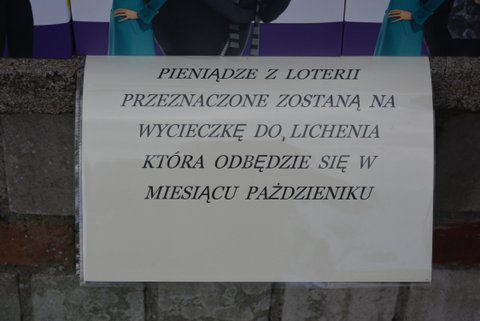 PIENIĄDZE Z LOTERII
PRZEZNACZONE ZOSTANĄ NA
WYCIECZKĘ DO LICHENIA
KTÓRA ODBĘDZIE SIĘ W
MIESIĄCU PAŹDZIENIKU